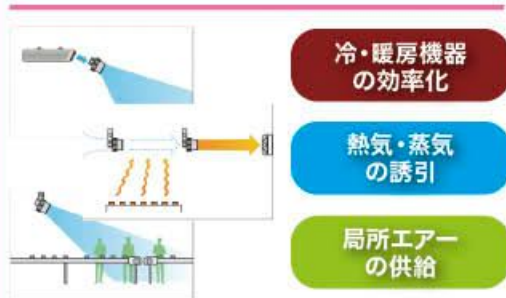 冷・暖房機器
の効率化
熱気・蒸気
の誘引
局所エアー
の供給